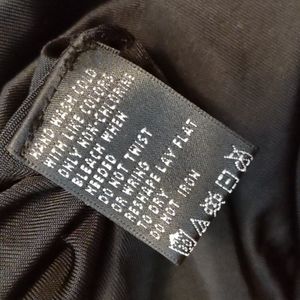 HAND WASH COLD
WITH LIKE COLORS
ONLY NON-CHLORINE
BLEACH WHEN
NEEDED
DO NOT TWIST
OR WRING
RESHAPE LAY FLAT
TO DRY
DO NOT IRON